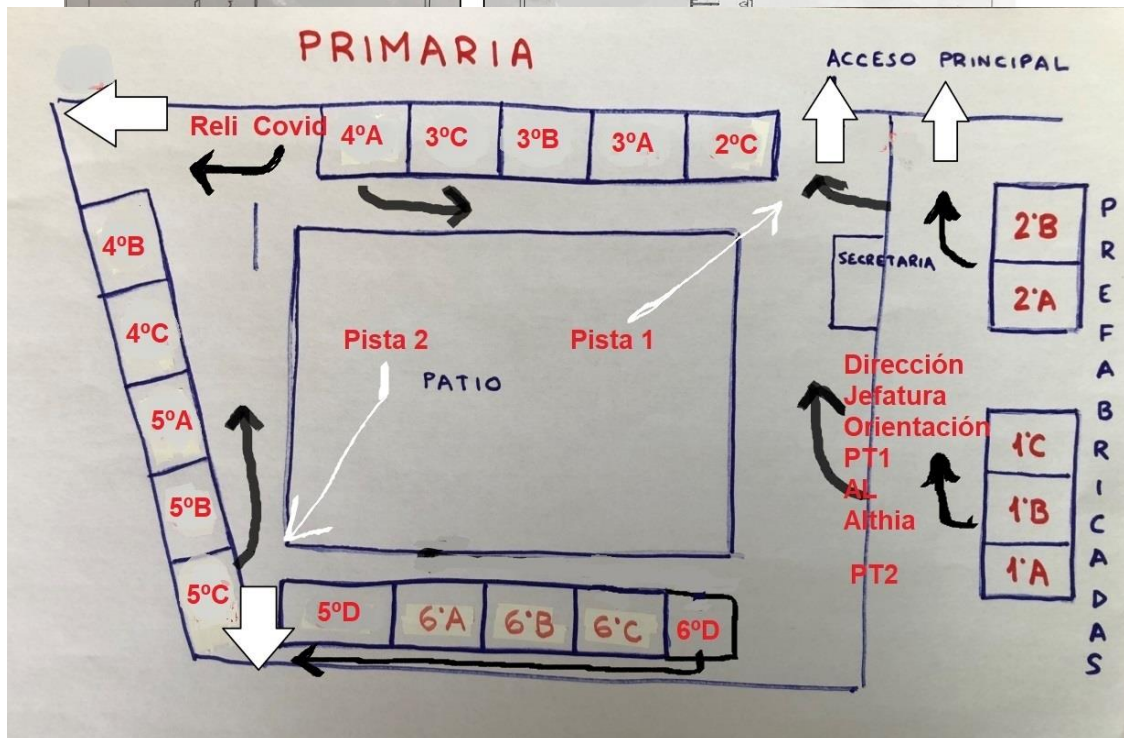 PRIMARIA
ACCESO PRINCIPAL
Reli Covid
4ºA
3ºC
3ºB
3ºA
2ºC
4ºB
4ºC
5ºA
5ºB
5ºC
SECRETARIA
2ºB
2ºA
PREFABRICADAS
Pista 2
Pista 1
PATIO
Dirección
Jefatura
Orientación
PT1
AL
Althia
PT2
1ºC
1ºB
1ºA
5ºD
6ºA
6ºB
6ºC
6ºD